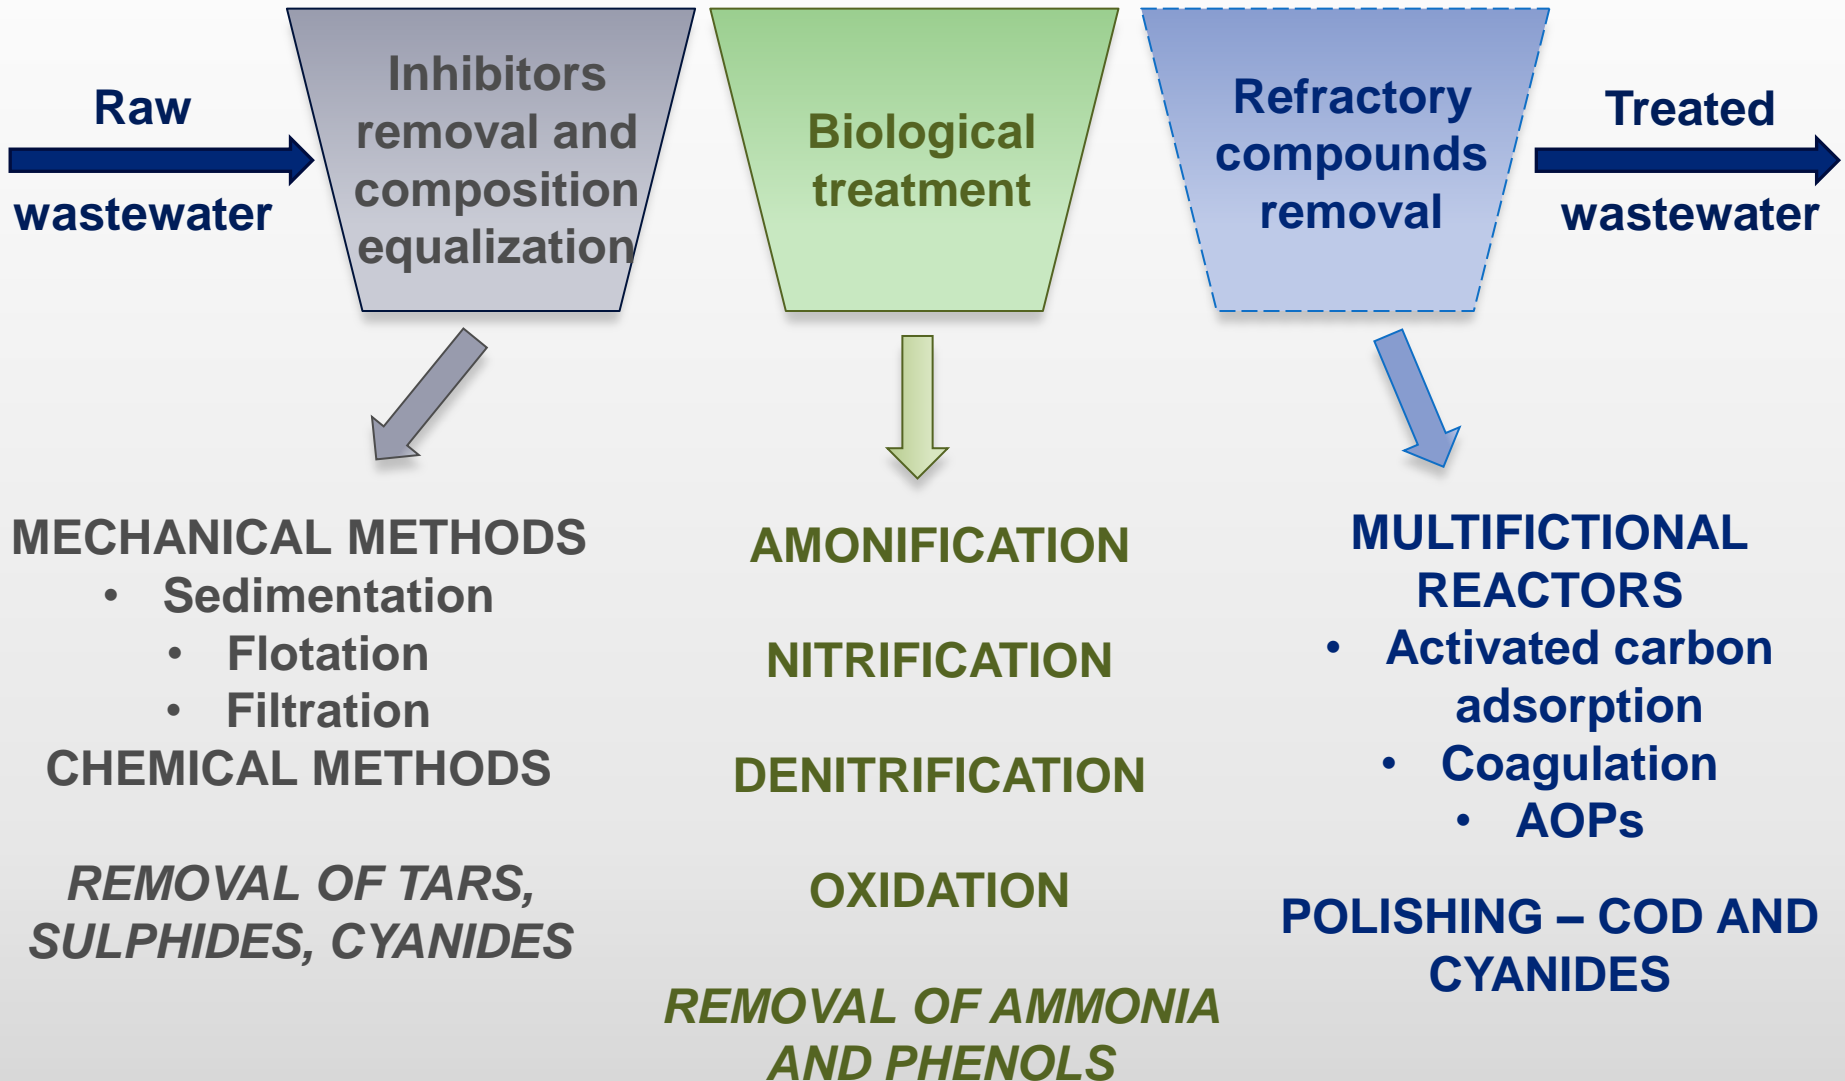 Raw
wastewater
Inhibitors
removal and
composition
equalization
Biological
treatment
Refractory
compounds
removal
Treated
wastewater
MECHANICAL METHODS
• Sedimentation
• Flotation
• Filtration
CHEMICAL METHODS
REMOVAL OF TARS,
SULPHIDES, CYANIDES
AMONIFICATION
NITRIFICATION
DENITRIFICATION
OXIDATION
REMOVAL OF AMMONIA
AND PHENOLS
MULTIFICTIONAL
REACTORS
• Activated carbon
adsorption
• Coagulation
• AOPs
POLISHING – COD AND
CYANIDES